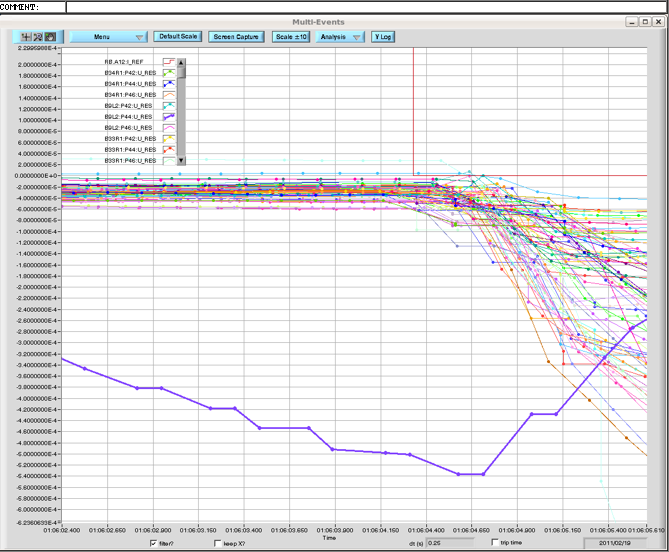 COMMENT:
Multi-Events
Menu Default Scale Screen Capture Scale ±10 Analysis Y Log
2.2995988E-4
2.0000000E-4
1.8000000E-4
1.6000000E-4
1.4000000E-4
1.2000000E-4
1.0000000E-4
8.0000000E-5
6.0000000E-5
4.0000000E-5
2.0000000E-5
0.0000000E+0
-2.0000000E-5
-4.0000000E-5
-6.0000000E-5
-8.0000000E-5
-1.0000000E-4
-1.2000000E-4
-1.4000000E-4
-1.6000000E-4
-1.8000000E-4
-2.0000000E-4
-2.2000000E-4
-2.4000000E-4
-2.6000000E-4
-2.8000000E-4
-3.0000000E-4
-3.2000000E-4
-3.4000000E-4
-3.6000000E-4
-3.8000000E-4
-4.0000000E-4
-4.2000000E-4
-4.4000000E-4
-4.6000000E-4
-4.8000000E-4
-5.0000000E-4
-5.2000000E-4
-5.4000000E-4
-5.6000000E-4
-5.8000000E-4
-6.0000000E-4
-6.2360633E-4
RB.A12:I_REF
B34R1:P42:U_RES
B34R1:P44:U_RES
B34R1:P46:U_RES
B9L2:P42:U_RES
B9L2:P44:U_RES
B9L2:P46:U_RES
B33R1:P42:U_RES
B33R1:P44:U_RES
B33R1:P46:U_RES
01:06:02.400 01:06:02.650 01:06:02.900 01:06:03.150 01:06:03.400 01:06:03.650 01:06:03.900 01:06:04.150 01:06:04.400 01:06:04.650 01:06:04.900 01:06:05.150 01:06:05.400 01:06:05.610
Time
filter? keep X? dt (s) 0.25 trip time 2011/02/19